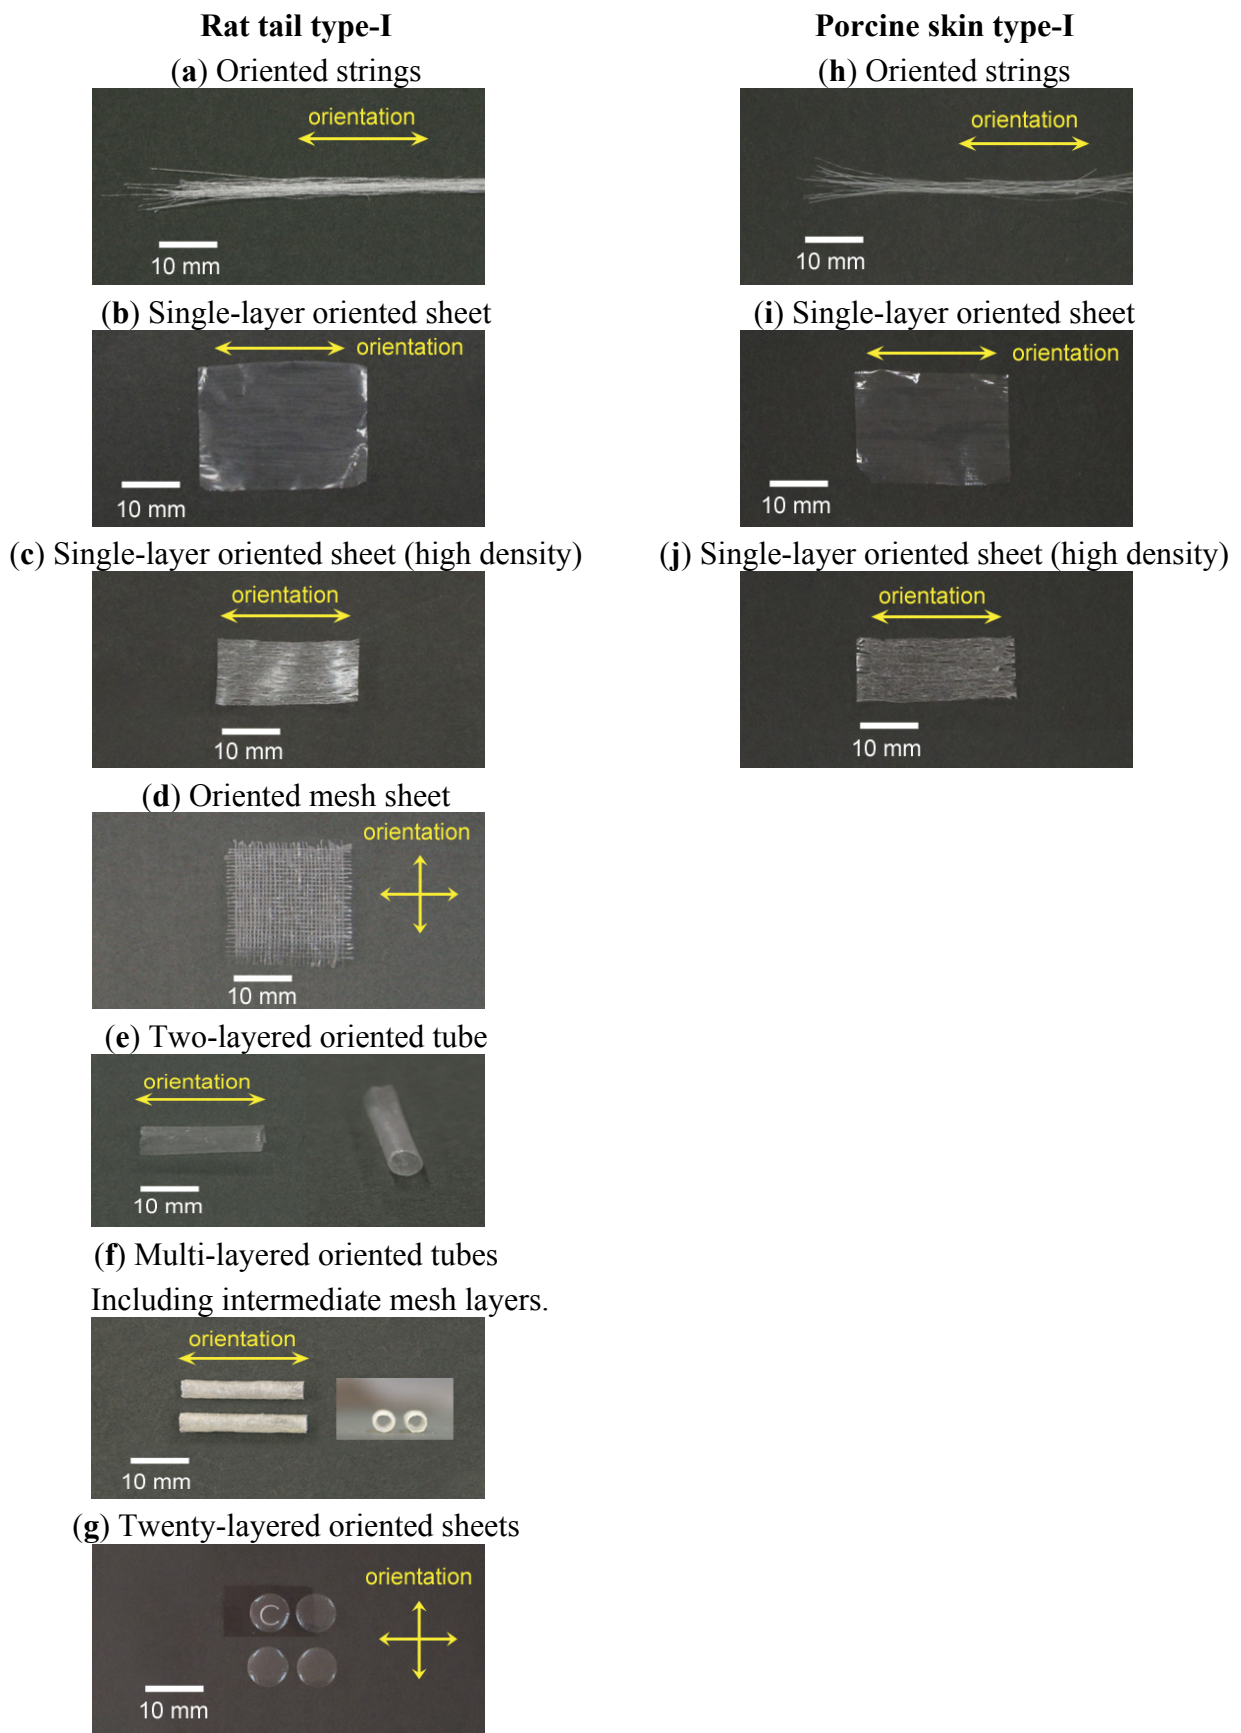 Rat tail type-I
Porcine skin type-I
(a) Oriented strings
(h) Oriented strings
orientation
10 mm
orientation
10 mm
(b) Single-layer oriented sheet
(i) Single-layer oriented sheet
orientation
10 mm
orientation
10 mm
(c) Single-layer oriented sheet (high density)
(j) Single-layer oriented sheet (high density)
orientation
10 mm
orientation
10 mm
(d) Oriented mesh sheet
orientation
10 mm
(e) Two-layered oriented tube
orientation
10 mm
(f) Multi-layered oriented tubes
Including intermediate mesh layers.
orientation
10 mm
(g) Twenty-layered oriented sheets
orientation
C
10 mm